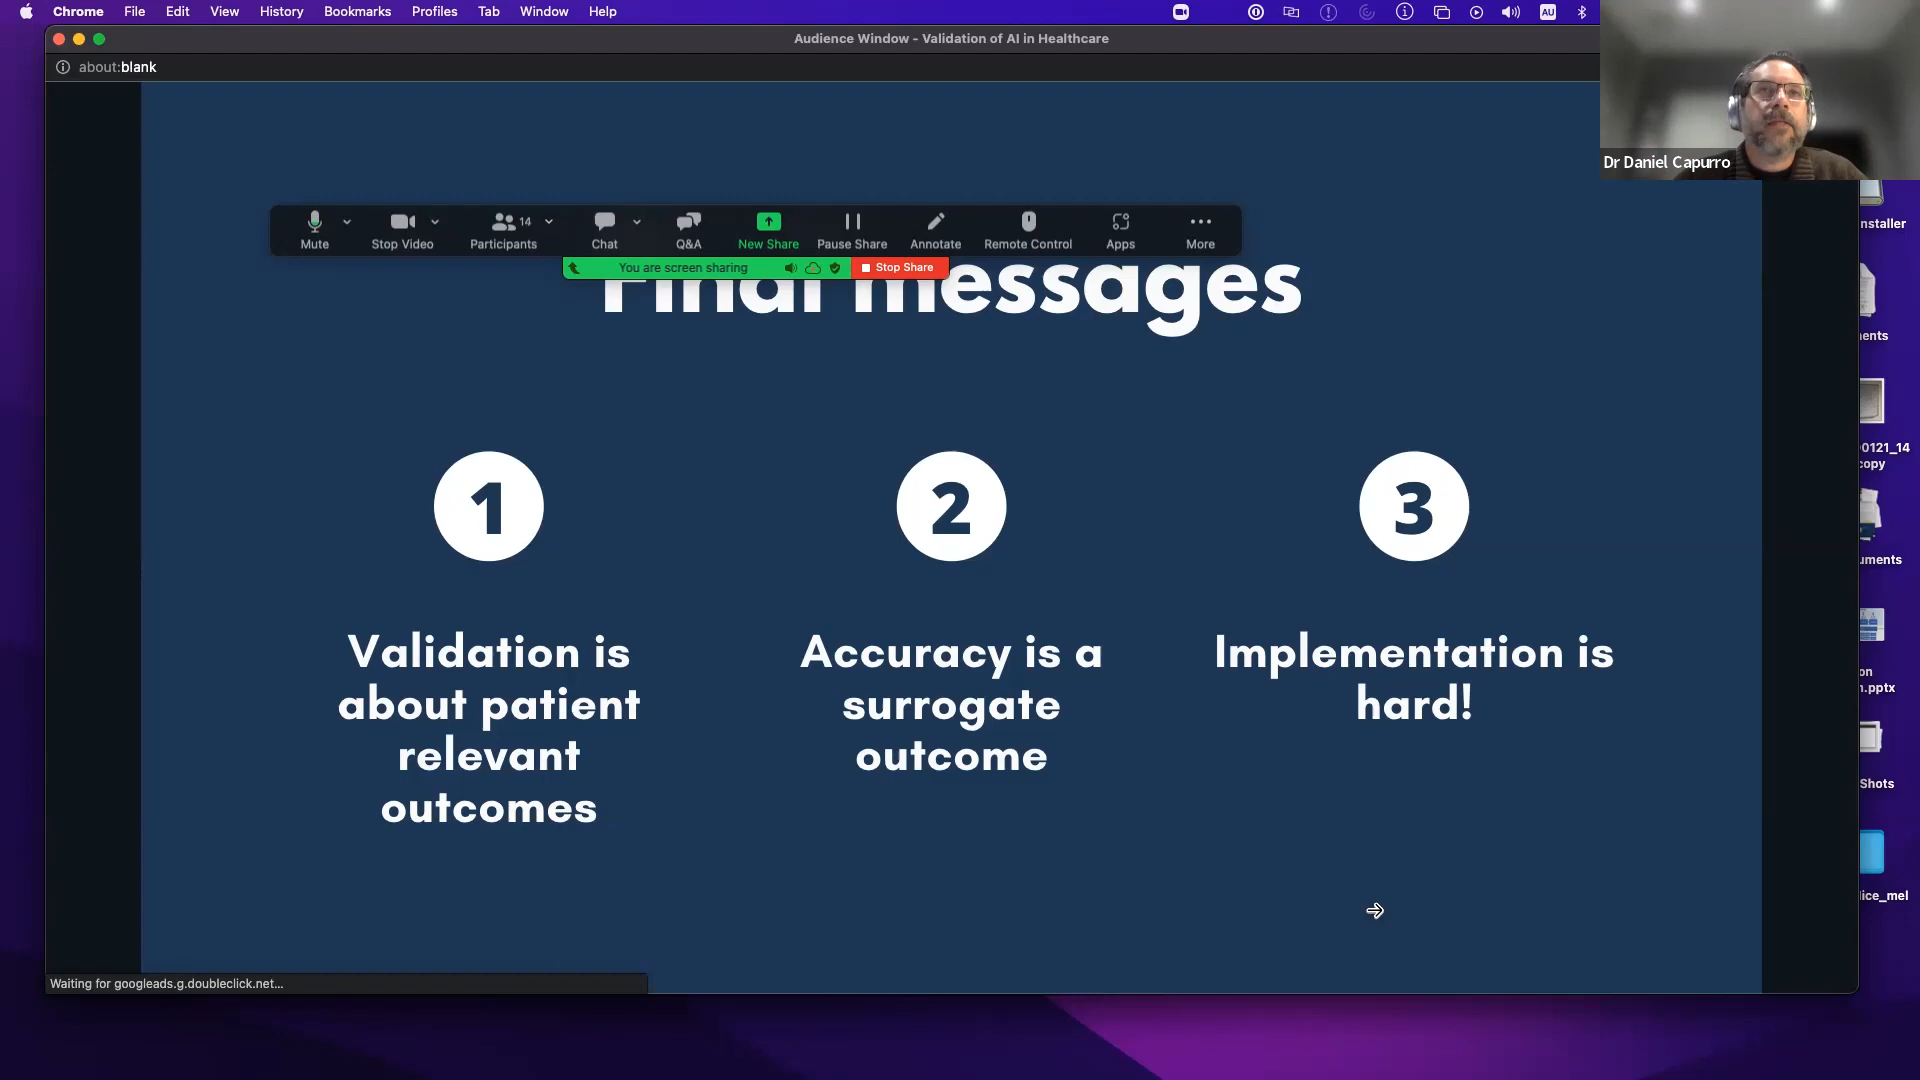 Chrome File Edit View History Bookmarks Profiles Tab Window Help
AU
Audience Window - Validation of AI in Healthcare
about:blank
Dr Daniel Capurro
Mute
Stop Video
14
Participants
Chat
Q&A
New Share
Pause Share
Annotate
Remote Control
Apps
More
You are screen sharing
Stop Share
Final messages
1
Validation is
about patient
relevant
outcomes
2
Accuracy is a
surrogate
outcome
3
Implementation is
hard!
nstaller
ents
0121_14
copy
uments
on
n.pptx
Shots
lice_mel
Waiting for googleads.g.doubleclick.net...